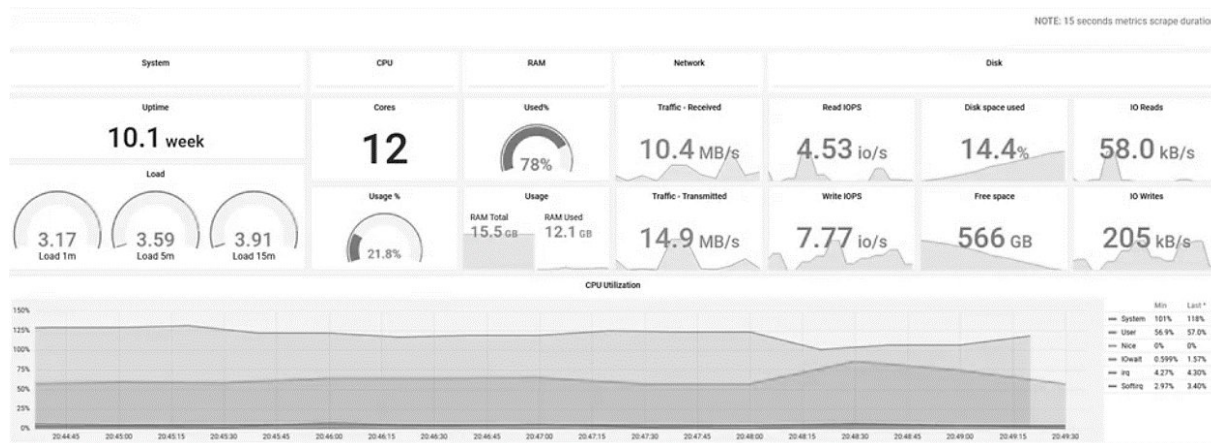 NOTE: 15 seconds metrics scrape duration
System CPU RAM Network Disk
Uptime Cores Used% Traffic - Received Read IOPS Disk space used IO Reads
10.1 week 12 78% 10.4 MB/s 4.53 io/s 14.4% 58.0 kB/s
Load
Usage % Usage Traffic - Transmitted Write IOPS Free space IO Writes
RAM Total RAM Used
15.5 GB 12.1 GB
3.17 3.59 3.91 21.8% 14.9 MB/s 7.77 io/s 566 GB 205 kB/s
Load 1m Load 5m Load 15m
CPU Utilization
Min Last *
System 101% 118%
User 56.9% 57.0%
Nice 0% 0%
IOwait 0.599% 1.57%
irq 4.27% 4.30%
Softirq 2.97% 3.40%
150%
125%
100%
75%
50%
25%
0%
20:44:45 20:45:00 20:45:15 20:45:30 20:45:45 20:46:00 20:46:15 20:46:30 20:46:45 20:47:00 20:47:15 20:47:30 20:47:45 20:48:00 20:48:15 20:48:30 20:48:45 20:49:00 20:49:15 20:49:30